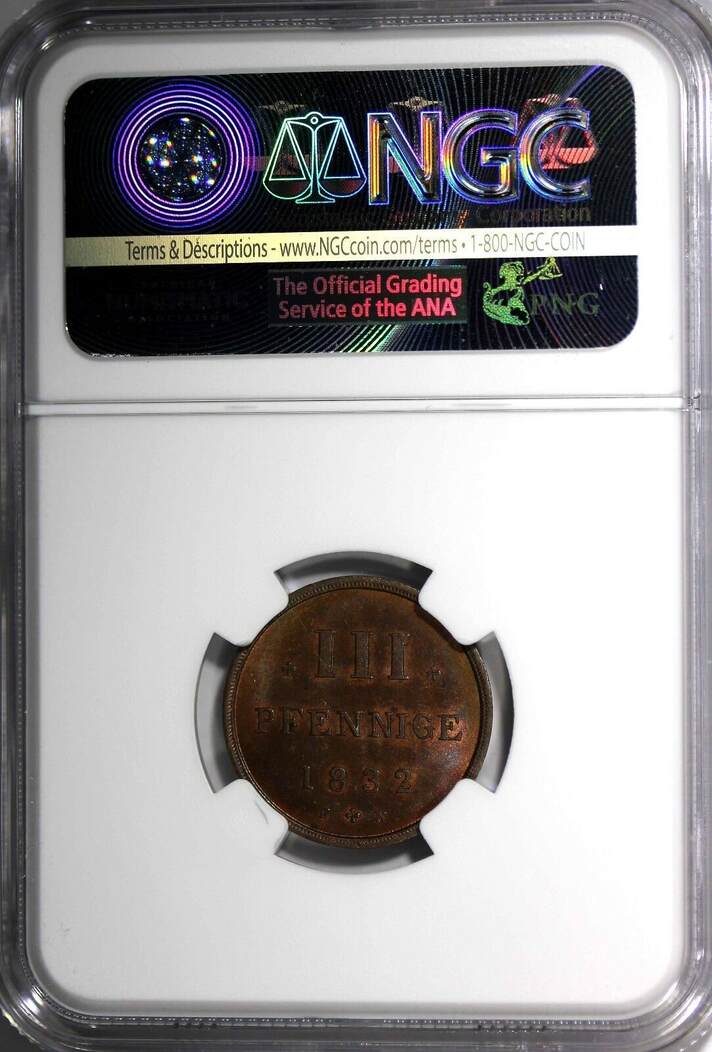 NGC
Corporation
Terms & Descriptions - www.NGCcoin.com/terms • 1-800-NGC-COIN
The Official Grading
Service of the ANA
PNG
III
PFENNIGE
1832